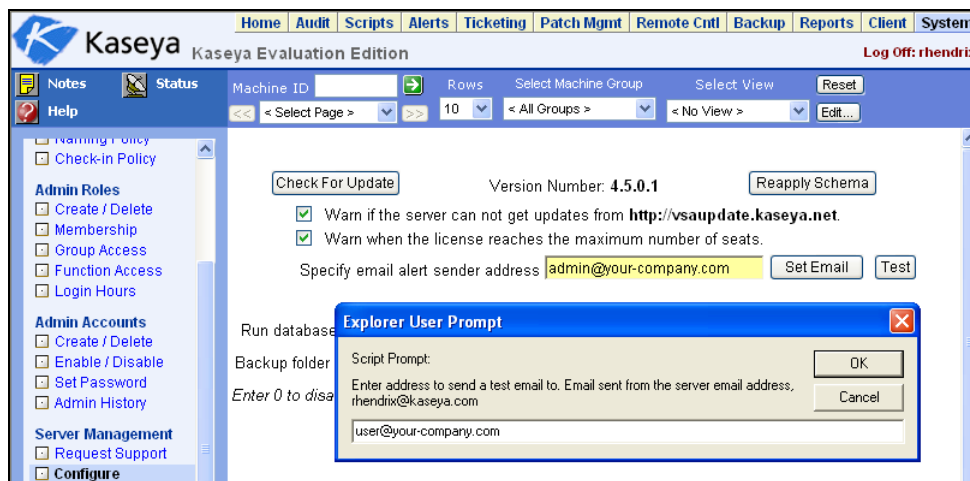 Kaseya
Kaseya Evaluation Edition
Home Audit Scripts Alerts Ticketing Patch Mgmt Remote Cntl Backup Reports Client System
Log Off: rhendrix
Notes Status
Help
Machine ID Rows Select Machine Group Select View Reset
<< < Select Page > >> 10 < All Groups > < No View > Edit...
Naming Policy
Check-in Policy
Admin Roles
Create / Delete
Membership
Group Access
Function Access
Login Hours
Admin Accounts
Create / Delete
Enable / Disable
Set Password
Admin History
Server Management
Request Support
Configure
Check For Update Version Number: 4.5.0.1 Reapply Schema
Warn if the server can not get updates from http://vsaupdate.kaseya.net.
Warn when the license reaches the maximum number of seats.
Specify email alert sender address admin@your-company.com Set Email Test
Run database
Backup folder
Enter 0 to disa
Explorer User Prompt
Script Prompt:
OK
Enter address to send a test email to. Email sent from the server email address,
rhendrix@kaseya.com
Cancel
user@your-company.com